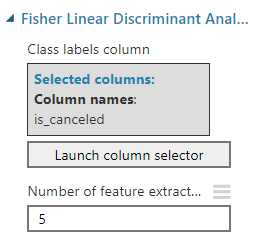 Fisher Linear Discriminant Anal...
Class labels column
Selected columns:
Column names:
is_canceled
Launch column selector
Number of feature extract...
5